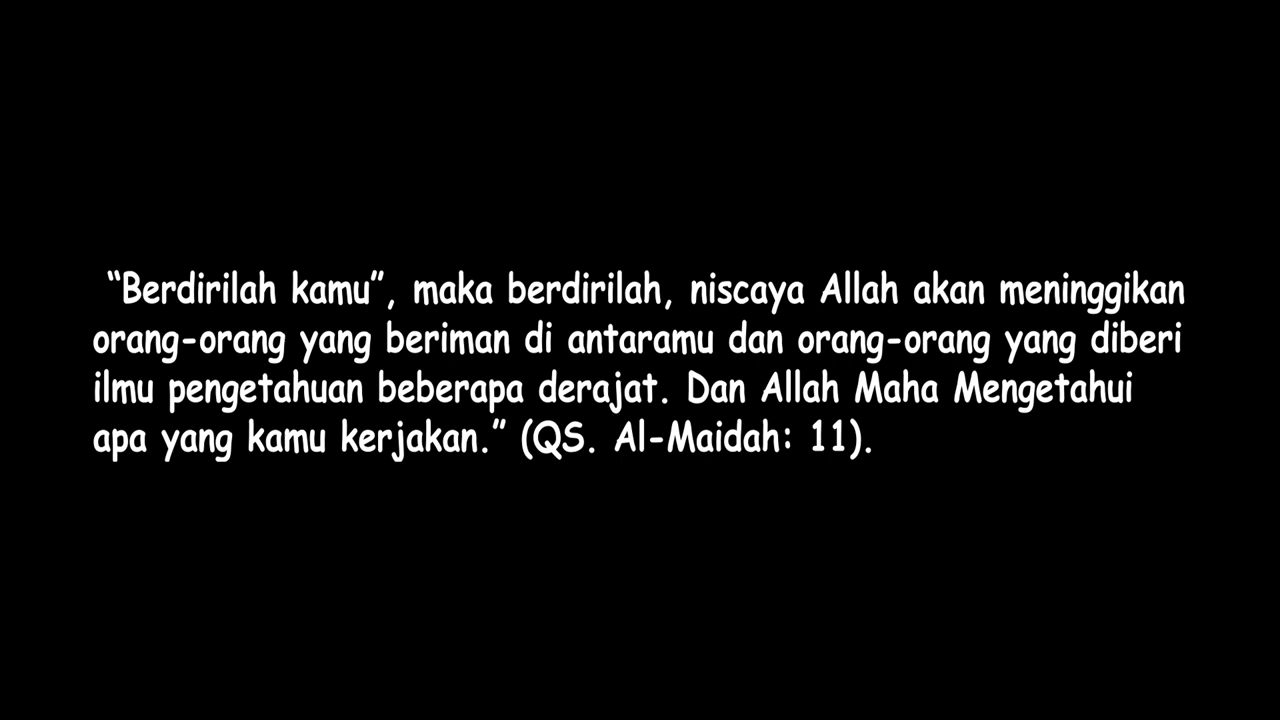 “Berdirilah kamu”, maka berdirilah, niscaya Allah akan meninggikan
orang-orang yang beriman di antaramu dan orang-orang yang diberi
ilmu pengetahuan beberapa derajat. Dan Allah Maha Mengetahui
apa yang kamu kerjakan.” (QS. Al-Maidah: 11).